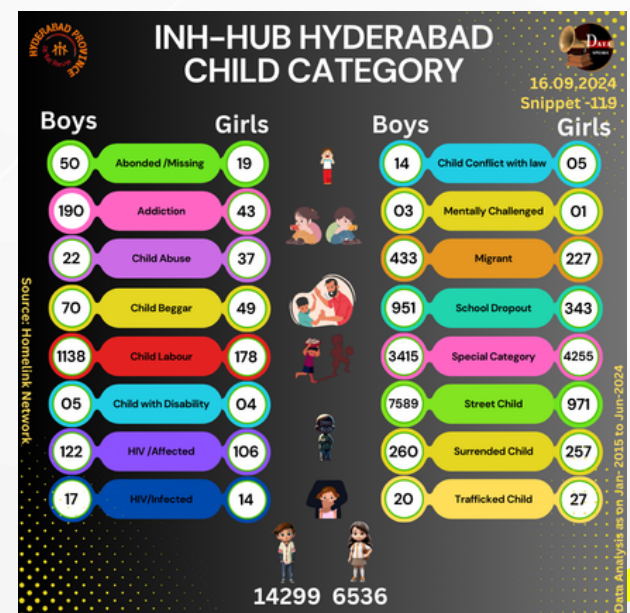 HYDERABAD PROVINCE
INH-HUB HYDERABAD
CHILD CATEGORY
DATA
SPEAKS
16.09,2024
Snippet -119
Boys Girls
50 Abonded /Missing 19
190 Addiction 43
22 Child Abuse 37
70 Child Beggar 49
1138 Child Labour 178
05 Child with Disability 04
122 HIV /Affected 106
17 HIV/Infected 14
Boys Girls
14 Child Conflict with law 05
03 Mentally Challenged 01
433 Migrant 227
951 School Dropout 343
3415 Special Category 4255
7589 Street Child 971
260 Surrended Child 257
20 Trafficked Child 27
14299 6536
Source: Homelink Network
Data Analysis as on Jan- 2015 to Jun-2024